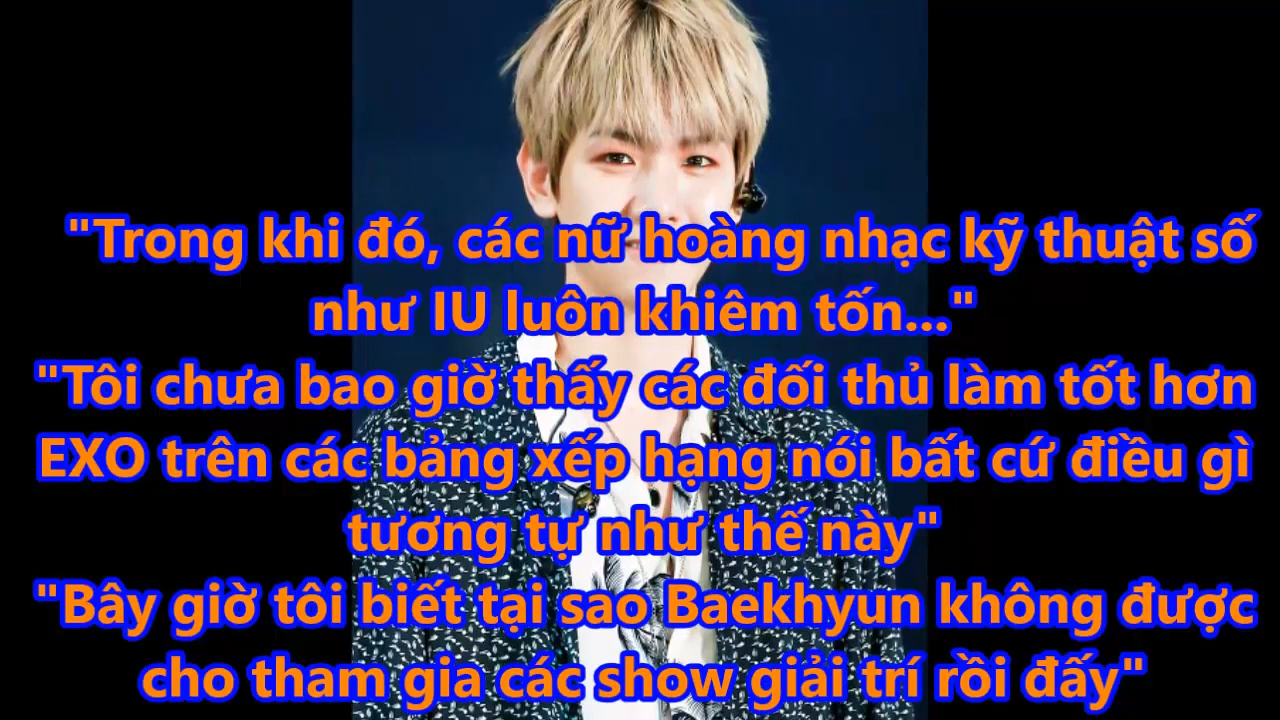 "Trong khi đó, các nữ hoàng nhạc kỹ thuật số
như IU luôn khiêm tốn..."
"Tôi chưa bao giờ thấy các đối thủ làm tốt hơn
EXO trên các bảng xếp hạng nói bất cứ điều gì
tương tự như thế này"
"Bây giờ tôi biết tại sao Baekhyun không được
cho tham gia các show giải trí rồi đấy"